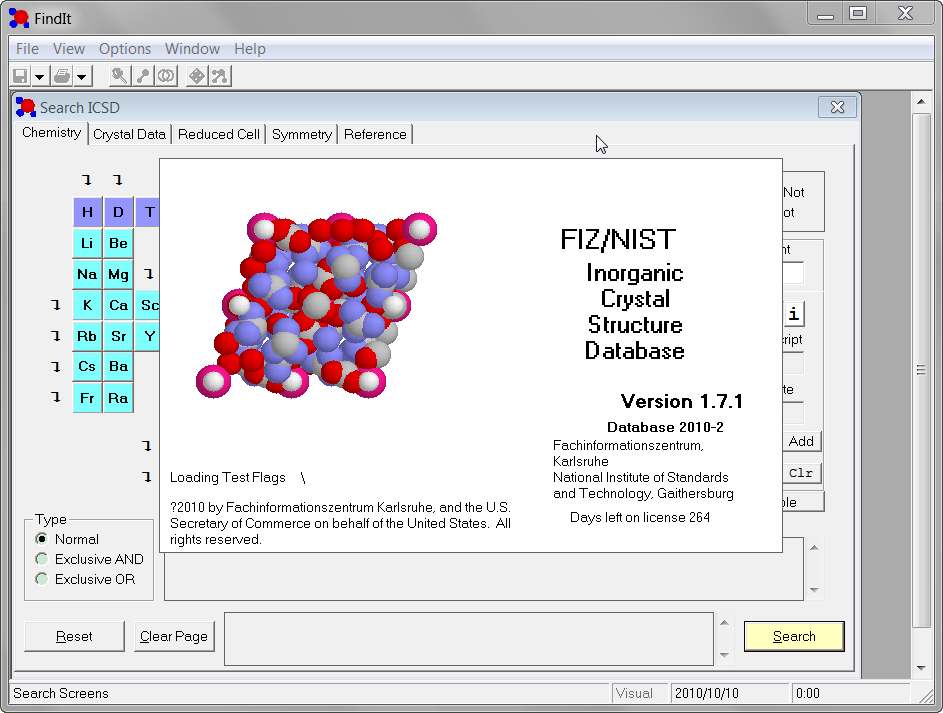 FindIt
File View Options Window Help
Search ICSD
Chemistry Crystal Data Reduced Cell Symmetry Reference
H D T
Li Be
Na Mg
K Ca Sc
Rb Sr Y
Cs Ba
Fr Ra
Not
ot
nt
i
ript
te
Add
Clr
ble
FIZ/NIST
Inorganic
Crystal
Structure
Database
Version 1.7.1
Database 2010-2
Fachinformationszentrum,
Karlsruhe
National Institute of Standards
and Technology, Gaithersburg
Days left on license 264
Loading Test Flags \
?2010 by Fachinformationszentrum Karlsruhe, and the U.S.
Secretary of Commerce on behalf of the United States. All
rights reserved.
Type
Normal
Exclusive AND
Exclusive OR
Reset Clear Page Search
Search Screens Visual 2010/10/10 0:00